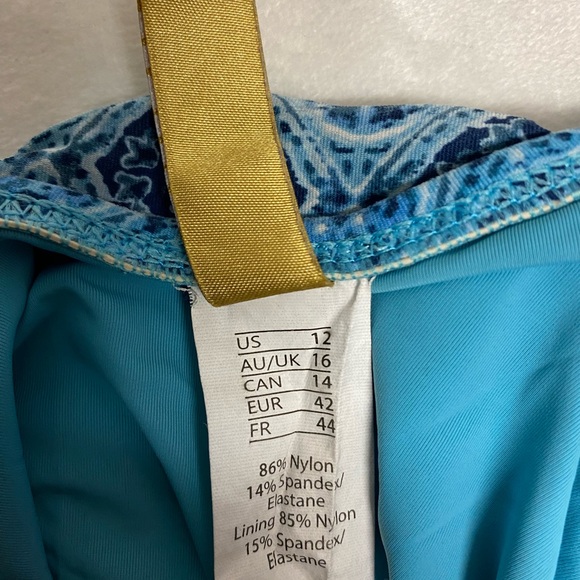 US 12
AU/UK 16
CAN 14
EUR 42
FR 44
86% Nylon
14% Spandex/
Elastane
Lining 85% Nylon
15% Spandex/
Elastane